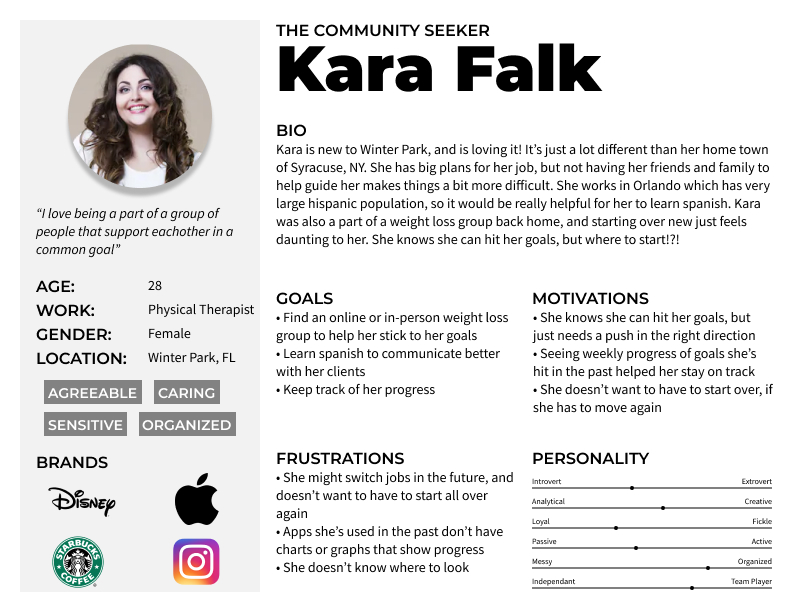 THE COMMUNITY SEEKER
Kara Falk
“I love being a part of a group of
people that support eachother in a
common goal”
AGE: 28
WORK: Physical Therapist
GENDER: Female
LOCATION: Winter Park, FL
AGREEABLE CARING
SENSITIVE ORGANIZED
BRANDS
Disney
STARBUCKS
COFFEE
BIO
Kara is new to Winter Park, and is loving it! It’s just a lot different than her home town
of Syracuse, NY. She has big plans for her job, but not having her friends and family to
help guide her makes things a bit more difficult. She works in Orlando which has very
large hispanic population, so it would be really helpful for her to learn spanish. Kara
was also a part of a weight loss group back home, and starting over new just feels
daunting to her. She knows she can hit her goals, but where to start!?!
GOALS
• Find an online or in-person weight loss
group to help her stick to her goals
• Learn spanish to communicate better
with her clients
• Keep track of her progress
MOTIVATIONS
• She knows she can hit her goals, but
just needs a push in the right direction
• Seeing weekly progress of goals she’s
hit in the past helped her stay on track
• She doesn’t want to have to start over, if
she has to move again
FRUSTRATIONS
• She might switch jobs in the future, and
doesn’t want to have to start all over
again
• Apps she’s used in the past don’t have
charts or graphs that show progress
• She doesn’t know where to look
PERSONALITY
Introvert Extrovert
Analytical Creative
Loyal Fickle
Passive Active
Messy Organized
Independant Team Player